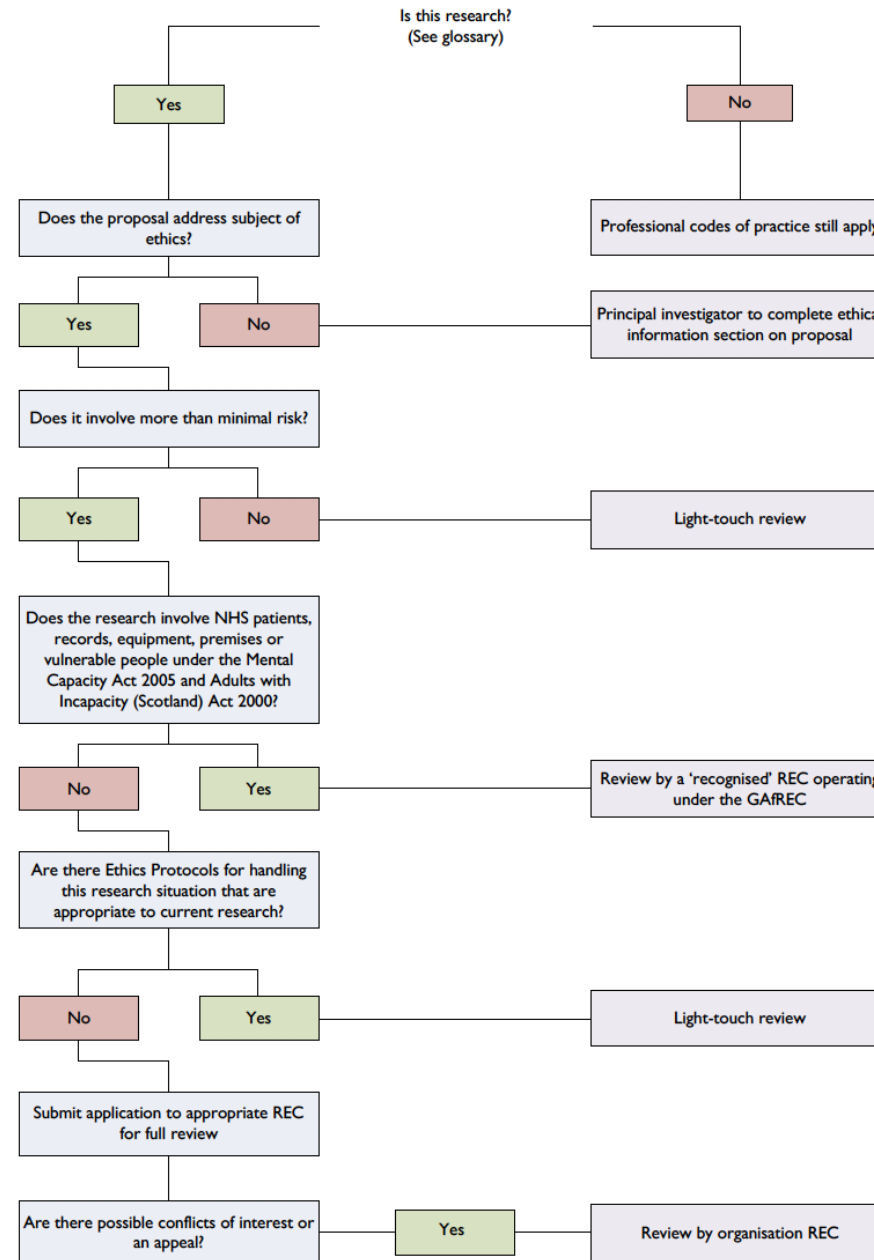 Is this research?
(See glossary)
Yes
No
Does the proposal address subject of
ethics?
Professional codes of practice still apply
Yes
No
Principal investigator to complete ethical
information section on proposal
Does it involve more than minimal risk?
Yes
No
Light-touch review
Does the research involve NHS patients,
records, equipment, premises or
vulnerable people under the Mental
Capacity Act 2005 and Adults with
Incapacity (Scotland) Act 2000?
No
Yes
Review by a ‘recognised’ REC operating
under the GAfREC
Are there Ethics Protocols for handling
this research situation that are
appropriate to current research?
No
Yes
Light-touch review
Submit application to appropriate REC
for full review
Are there possible conflicts of interest or
an appeal?
Yes
Review by organisation REC